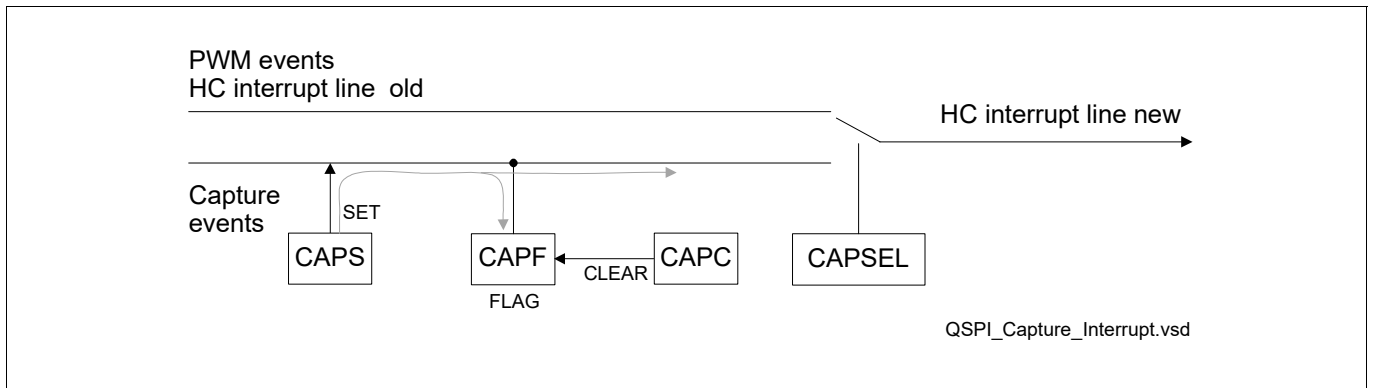 PWM events
HC interrupt line old
HC interrupt line new
Capture
events
SET
CAPS
CAPF
CLEAR
CAPC
CAPSEL
FLAG
QSPI_Capture_Interrupt.vsd